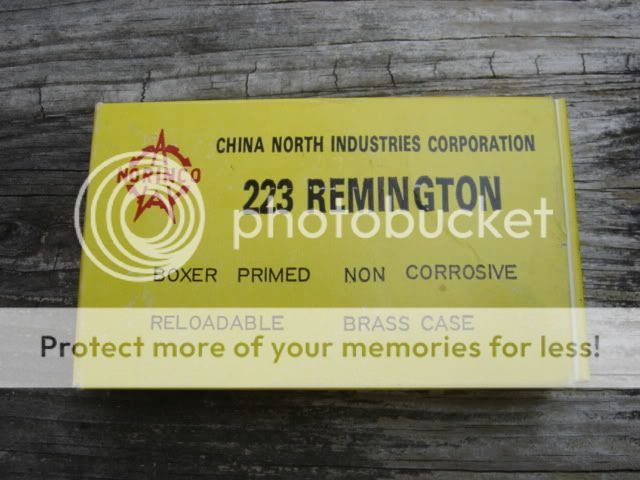 CHINA NORTH INDUSTRIES CORPORATION
NORINCO
223 REMINGTON
photobucket
BOXER PRIMED NON CORROSIVE
RELOADABLE BRASS CASE
Protect more of your memories for less!